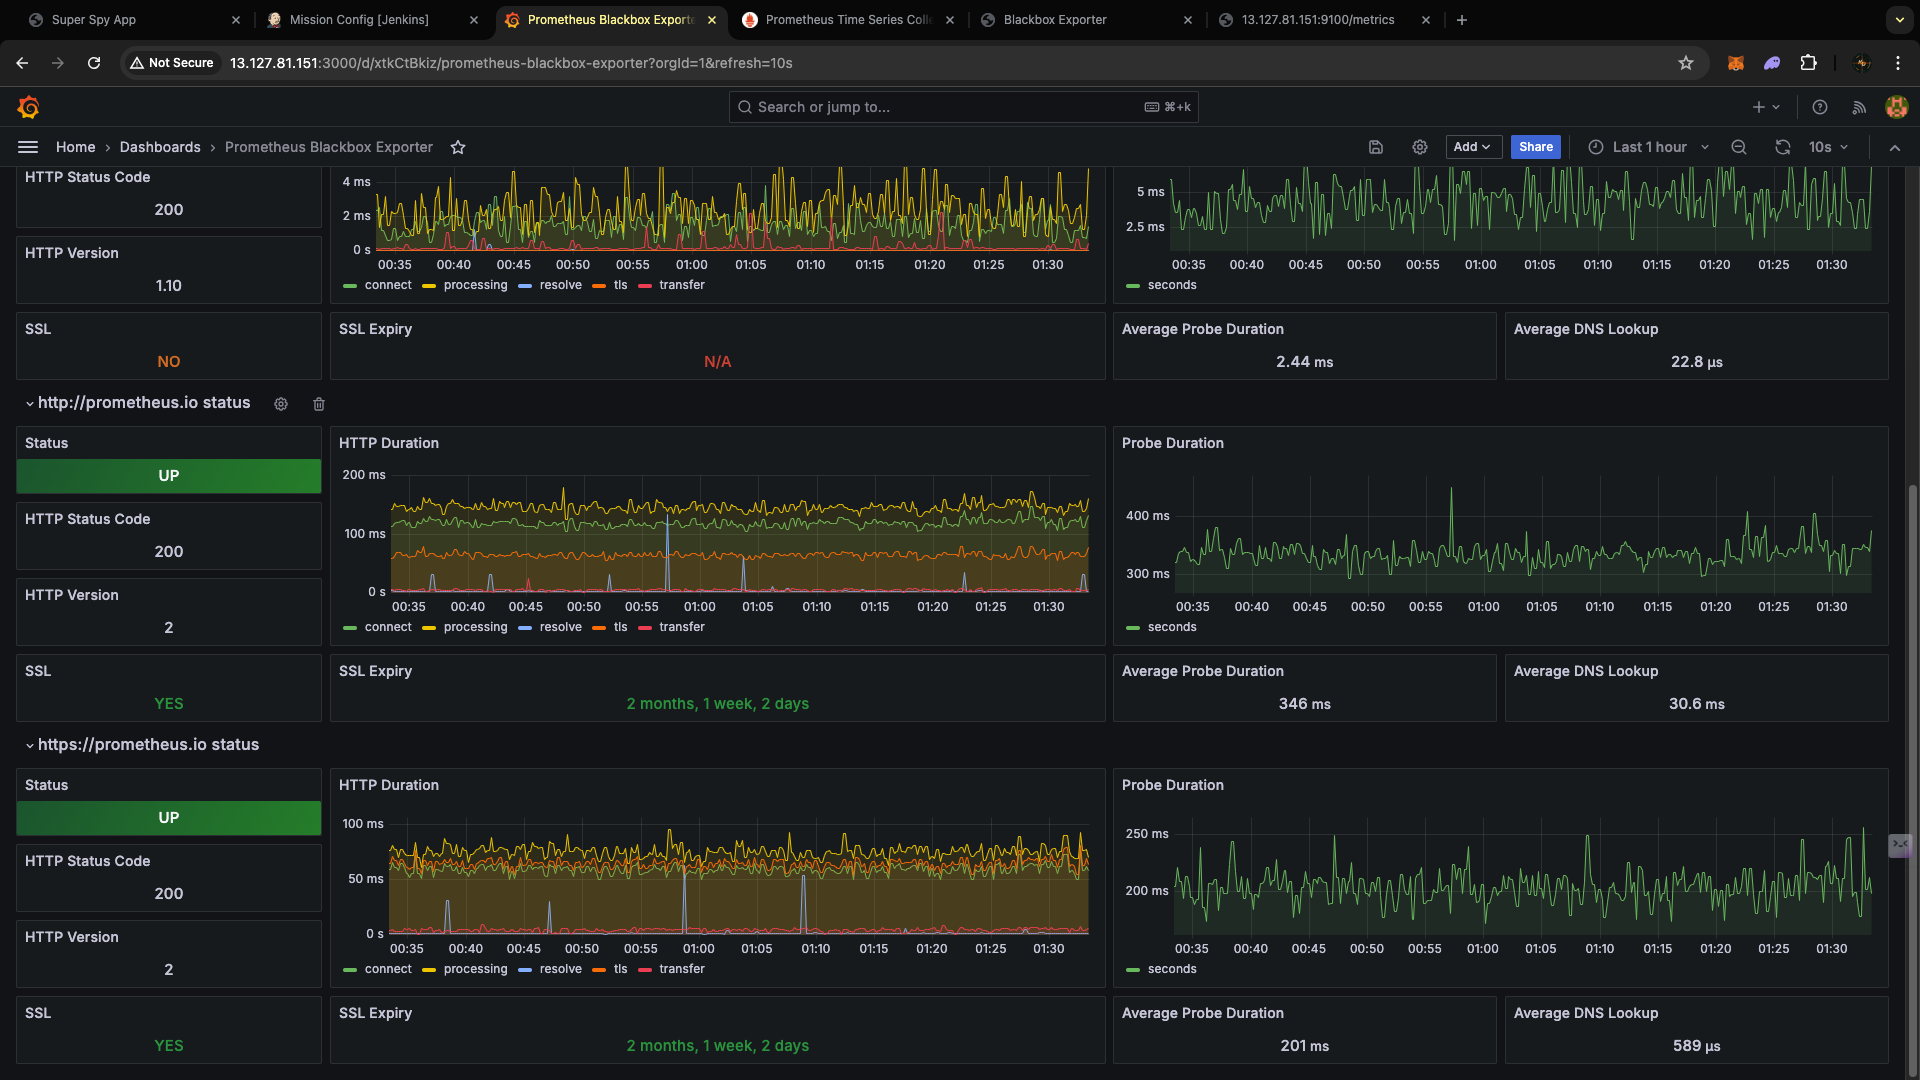 Super Spy App
Mission Config [Jenkins]
Prometheus Blackbox Exporte
Prometheus Time Series Colle
Blackbox Exporter
13.127.81.151:9100/metrics
Not Secure
13.127.81.151:3000/d/xtkCtBkiz/prometheus-blackbox-exporter?orgId=1&refresh=10s
Search or jump to...
⌘+k
Home › Dashboards › Prometheus Blackbox Exporter
Add
Share
Last 1 hour
10s
HTTP Status Code
200
HTTP Version
1.10
4 ms
2 ms
0 s
00:35 00:40 00:45 00:50 00:55 01:00 01:05 01:10 01:15 01:20 01:25 01:30
connect processing resolve tls transfer
5 ms
2.5 ms
00:35 00:40 00:45 00:50 00:55 01:00 01:05 01:10 01:15 01:20 01:25 01:30
seconds
SSL
NO
SSL Expiry
N/A
Average Probe Duration
2.44 ms
Average DNS Lookup
22.8 µs
http://prometheus.io status
Status
UP
HTTP Status Code
200
HTTP Version
2
HTTP Duration
200 ms
100 ms
0 s
00:35 00:40 00:45 00:50 00:55 01:00 01:05 01:10 01:15 01:20 01:25 01:30
connect processing resolve tls transfer
Probe Duration
400 ms
300 ms
00:35 00:40 00:45 00:50 00:55 01:00 01:05 01:10 01:15 01:20 01:25 01:30
seconds
SSL
YES
SSL Expiry
2 months, 1 week, 2 days
Average Probe Duration
346 ms
Average DNS Lookup
30.6 ms
https://prometheus.io status
Status
UP
HTTP Status Code
200
HTTP Version
2
HTTP Duration
100 ms
50 ms
0 s
00:35 00:40 00:45 00:50 00:55 01:00 01:05 01:10 01:15 01:20 01:25 01:30
connect processing resolve tls transfer
Probe Duration
250 ms
200 ms
00:35 00:40 00:45 00:50 00:55 01:00 01:05 01:10 01:15 01:20 01:25 01:30
seconds
SSL
YES
SSL Expiry
2 months, 1 week, 2 days
Average Probe Duration
201 ms
Average DNS Lookup
589 µs